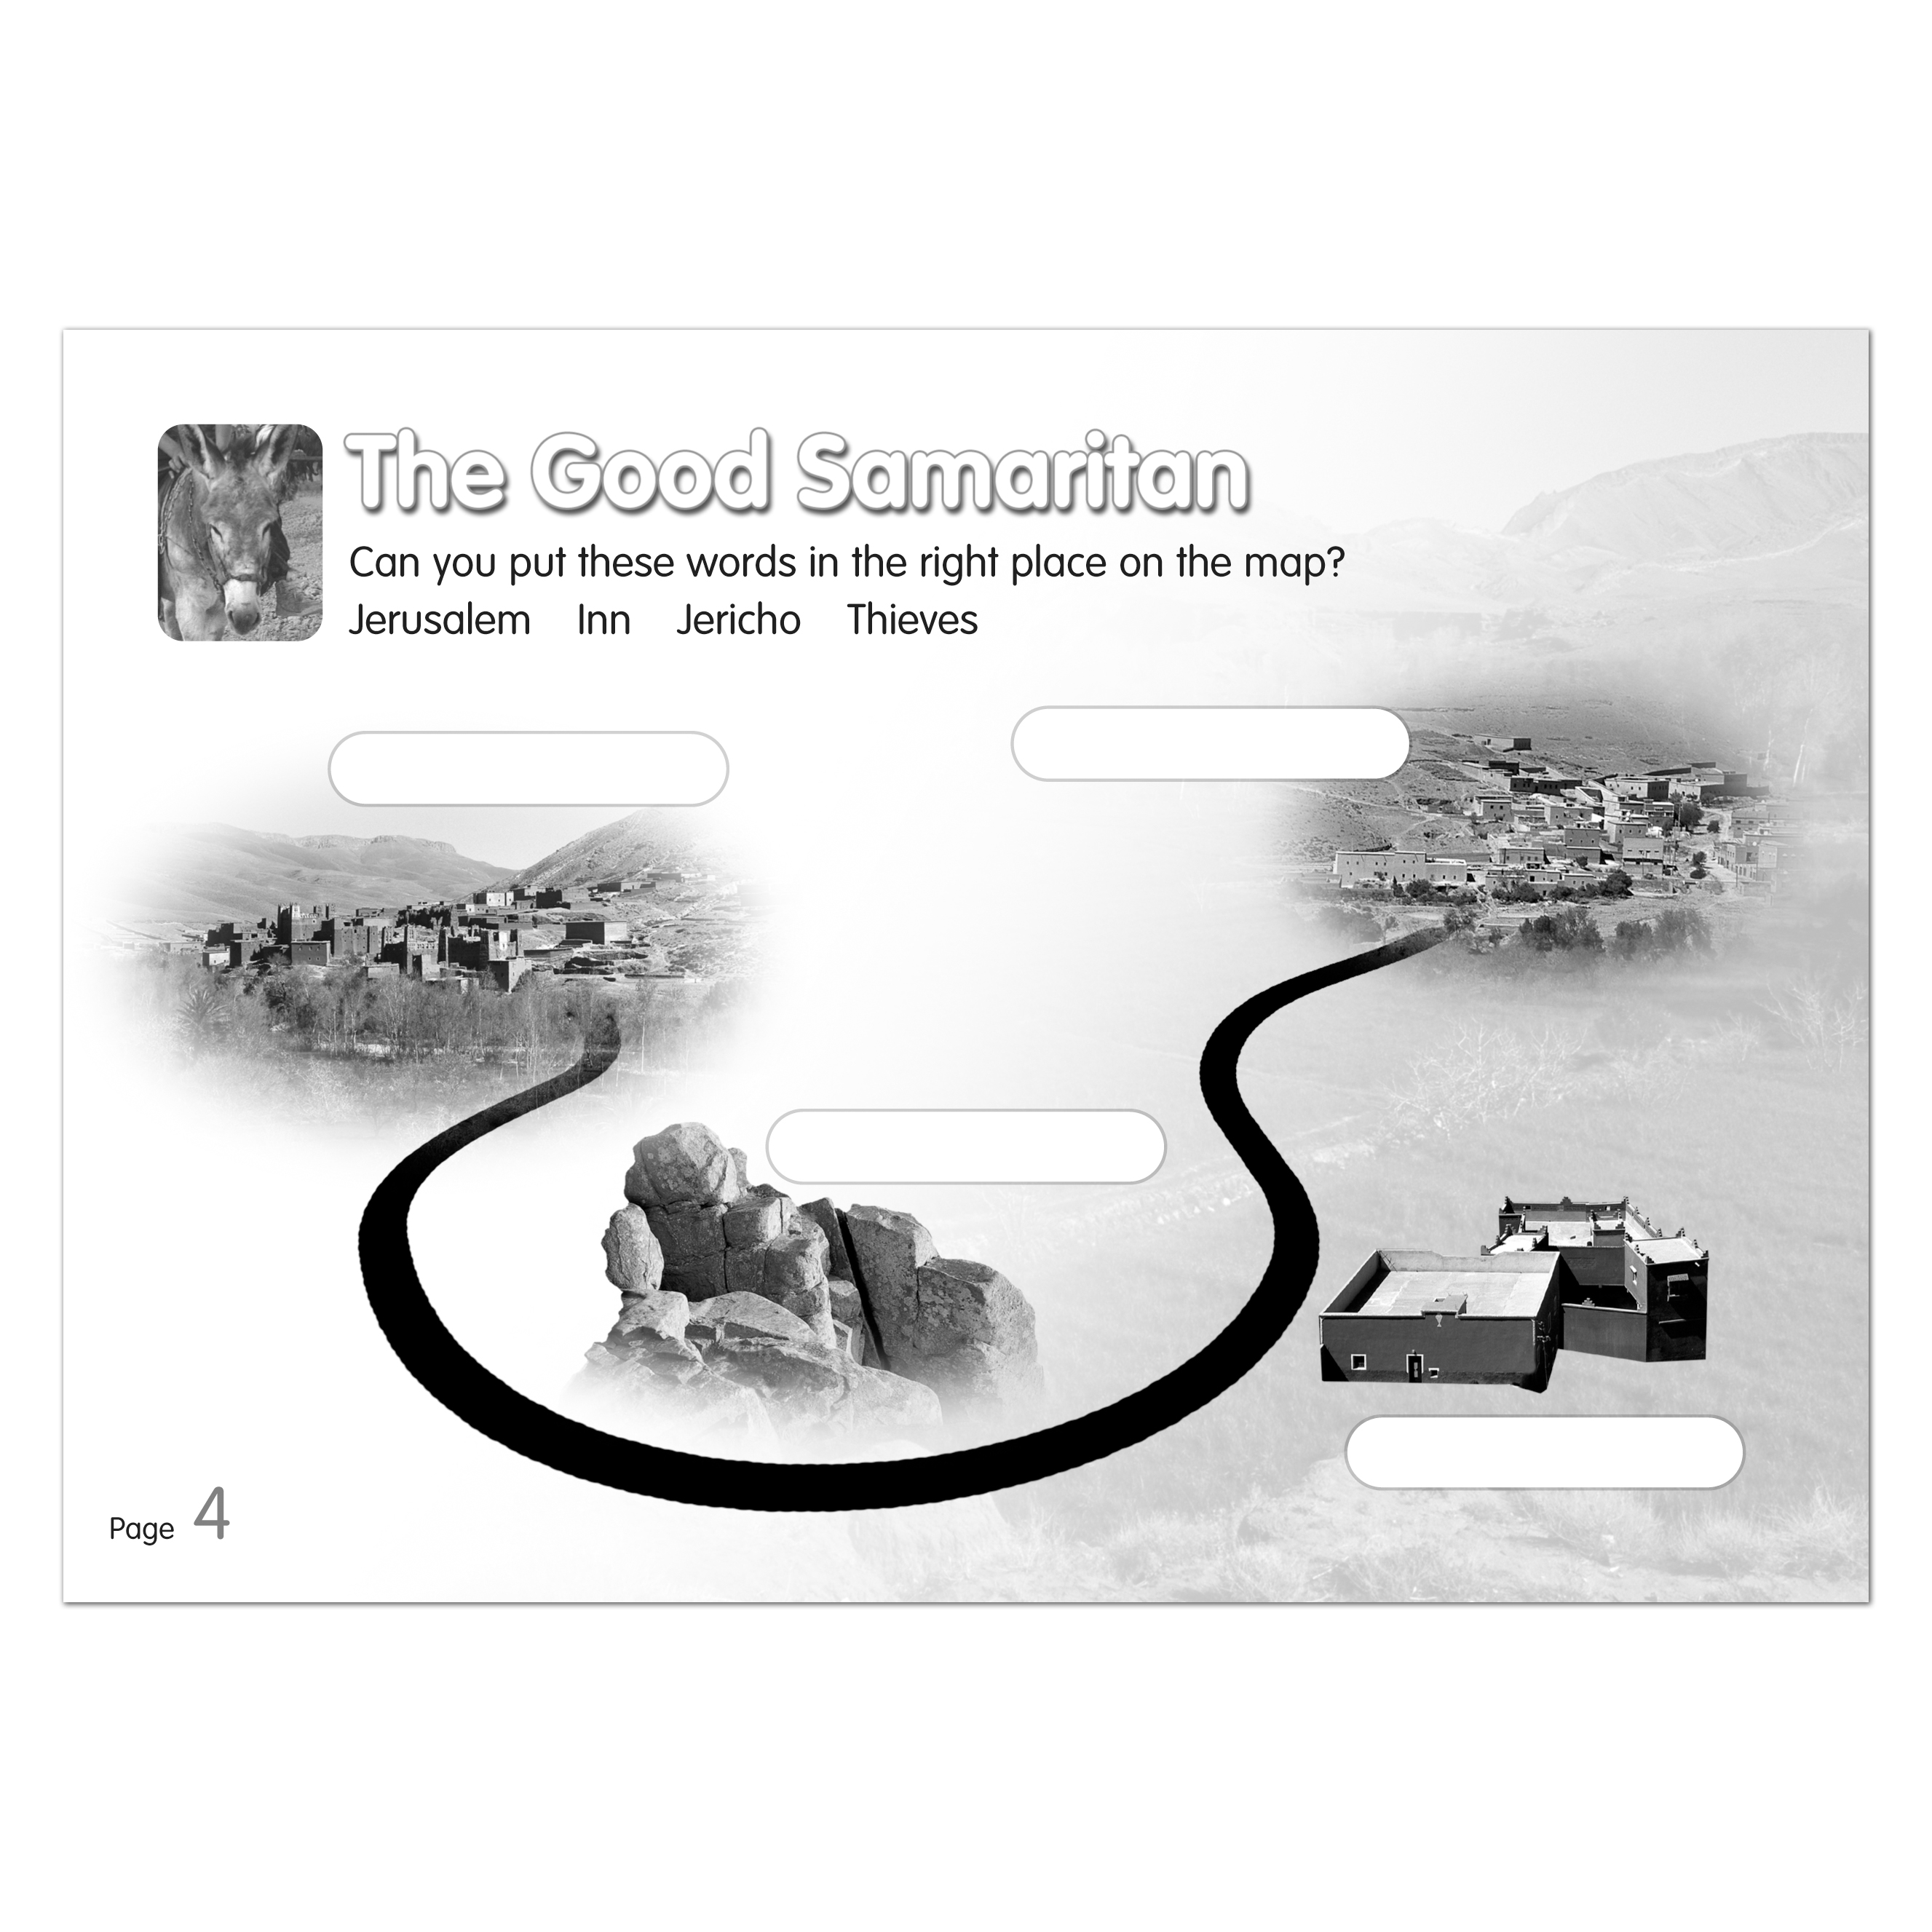 The Good Samaritan
Can you put these words in the right place on the map?
Jerusalem Inn Jericho Thieves
Page 4